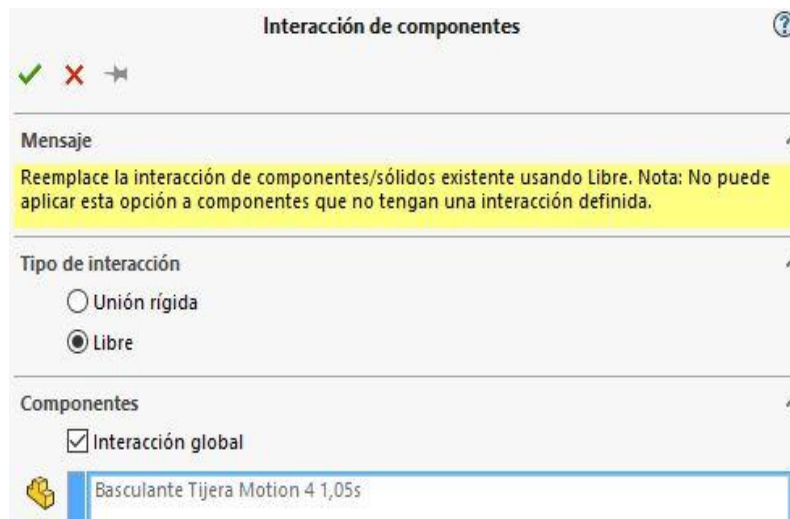 Interacción de componentes
Mensaje
Reemplace la interacción de componentes/sólidos existente usando Libre. Nota: No puede
aplicar esta opción a componentes que no tengan una interacción definida.
Tipo de interacción
Unión rígida
Libre
Componentes
Interacción global
Basculante Tijera Motion 4 1,05s